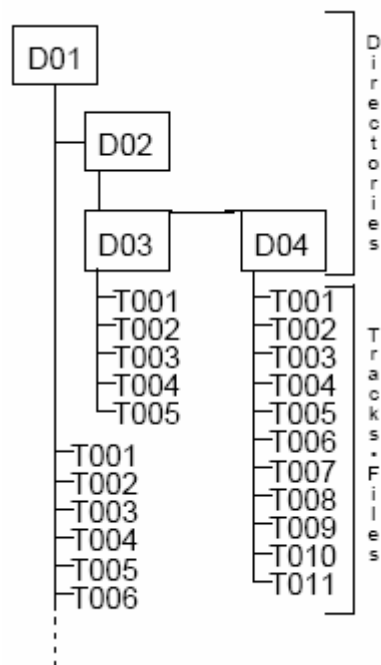 D01
D02
D03
D04
Directories
T001
T002
T003
T004
T005
T001
T002
T003
T004
T005
T006
T007
T008
T009
T010
T011
T001
T002
T003
T004
T005
T006
Tracks・Files